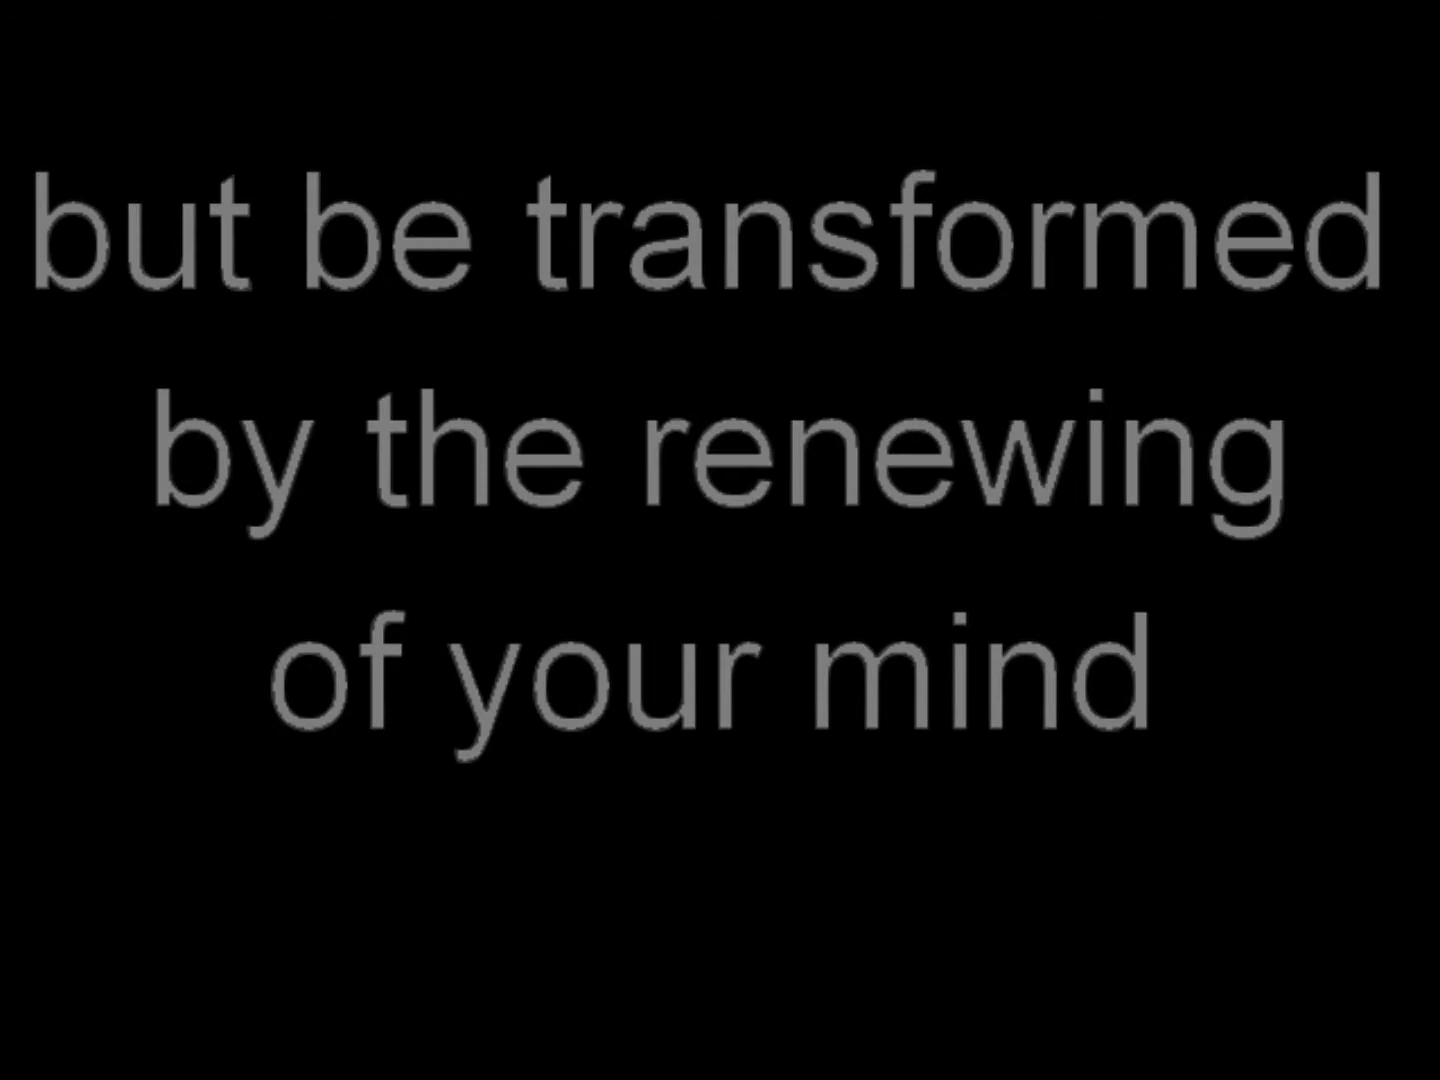 but be transformed
by the renewing
of your mind